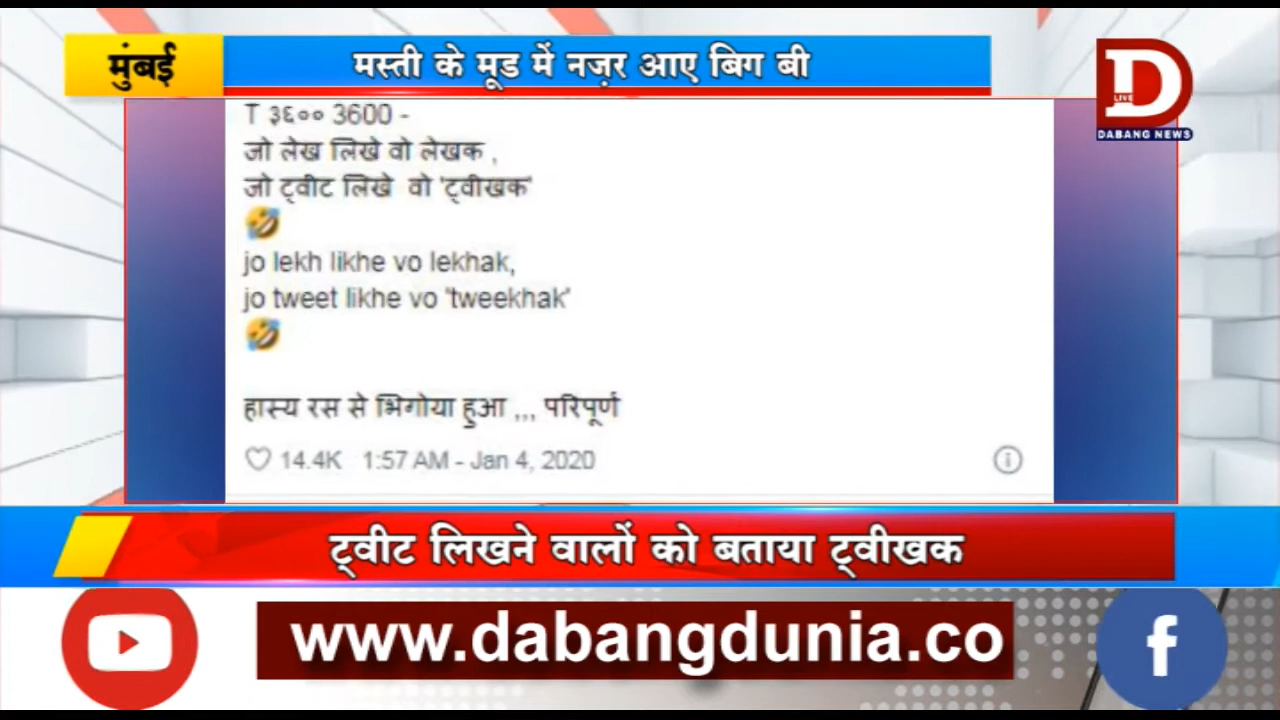 मुंबई
मस्ती के मूड में नज़र आए बिग बी
LIVE
DABANG NEWS
T ३६०० 3600 -
जो लेख लिखे वो लेखक ,
जो ट्वीट लिखे वो 'ट्वीखक'
🤣
jo lekh likhe vo lekhak,
jo tweet likhe vo 'tweekhak'
🤣
हास्य रस से भिगोया हुआ ,,, परिपूर्ण
14.4K 1:57 AM - Jan 4, 2020
ट्वीट लिखने वालों को बताया ट्वीखक
www.dabangdunia.co